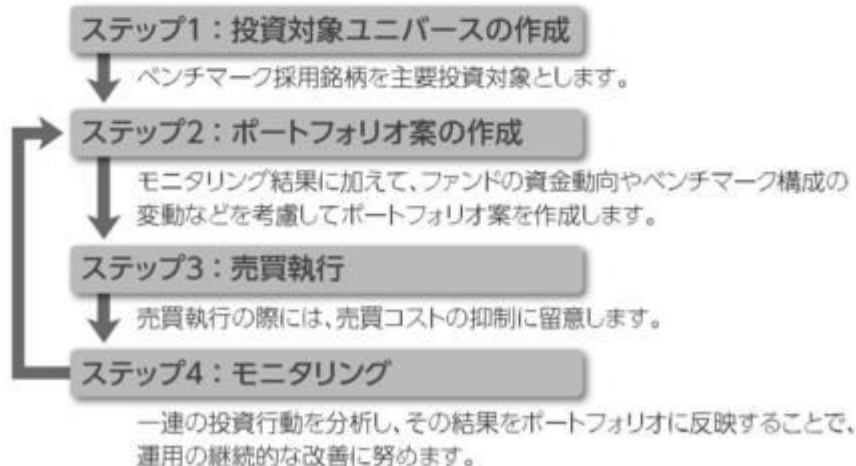 ステップ1：投資対象ユニバースの作成
ベンチマーク採用銘柄を主要投資対象とします。
ステップ2：ポートフォリオ案の作成
モニタリング結果に加えて、ファンドの資金動向やベンチマーク構成の
変動などを考慮してポートフォリオ案を作成します。
ステップ3：売買執行
売買執行の際には、売買コストの抑制に留意します。
ステップ4：モニタリング
一連の投資行動を分析し、その結果をポートフォリオに反映することで、
運用の継続的な改善に努めます。